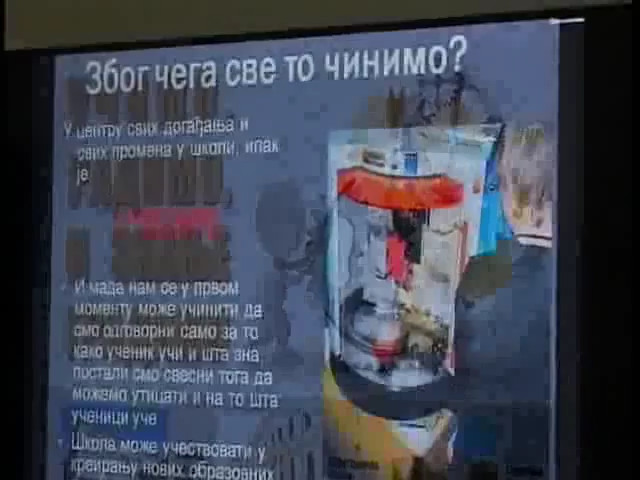 Због чега све то чинимо?
У центру свих догађања и
свих промена у школи, ипак
је
И мада нам се у првом
моменту може учинити да
смо одговорни само за то
како ученик учи и шта зна,
постали смо свесни тога да
можемо утицати и на то шта
ученици уче
Школа може учествовати у
креирању нових образовних